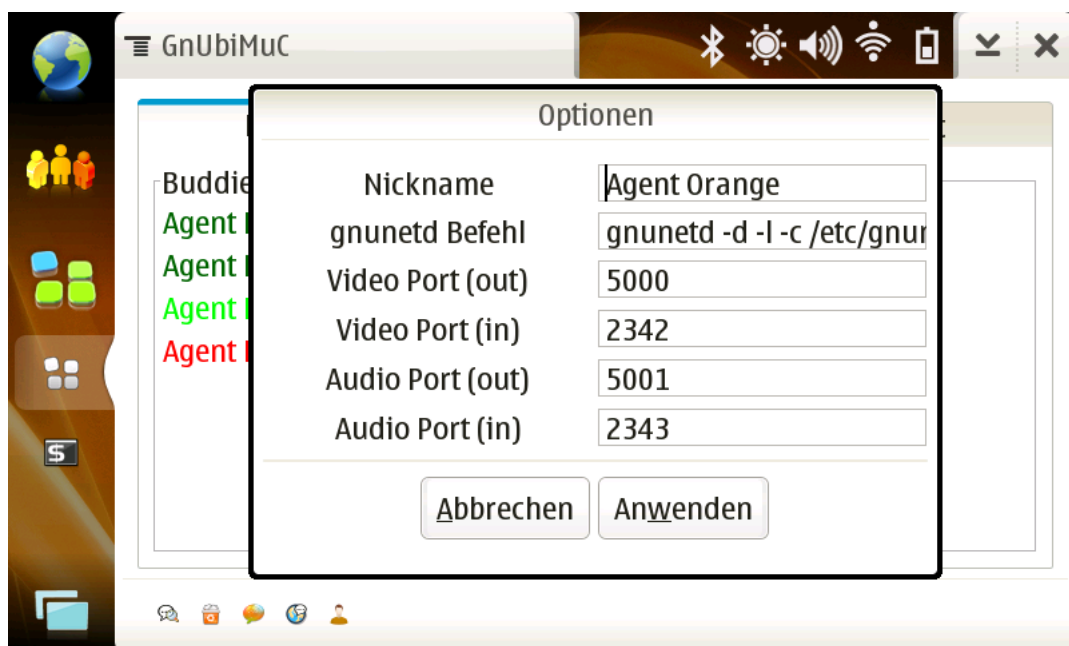 GnUbiMuC
Optionen
Buddie
Nickname
Agent Orange
Agent
gnunetd Befehl
gnunetd -d -l -c /etc/gnun
Agent
Video Port (out)
5000
Agent
Video Port (in)
2342
Agent
Audio Port (out)
5001
Audio Port (in)
2343
$
Abbrechen
Anwenden